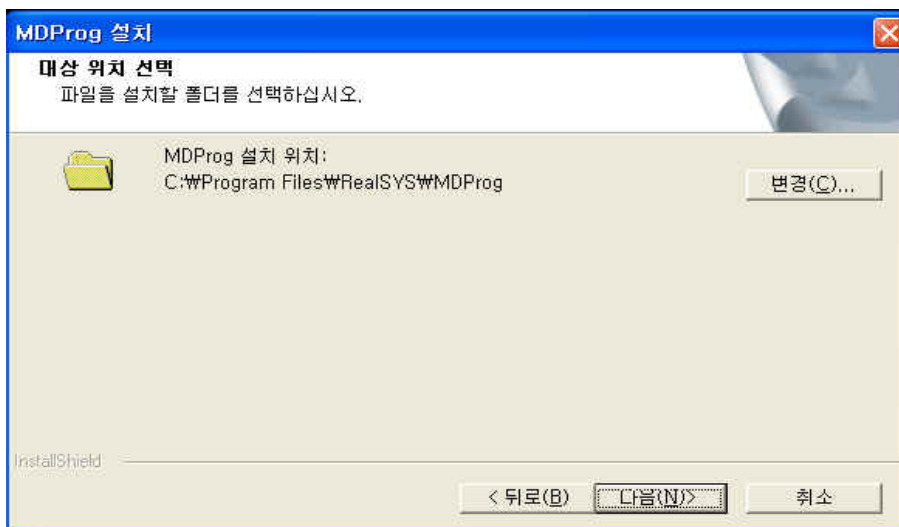 MDProg 설치
대상 위치 선택
파일을 설치할 폴더를 선택하십시오.
MDProg 설치 위치:
C:₩Program Files₩RealSYS₩MDProg
변경(C)...
InstallShield
< 뒤로(B)
다음(N)>
취소